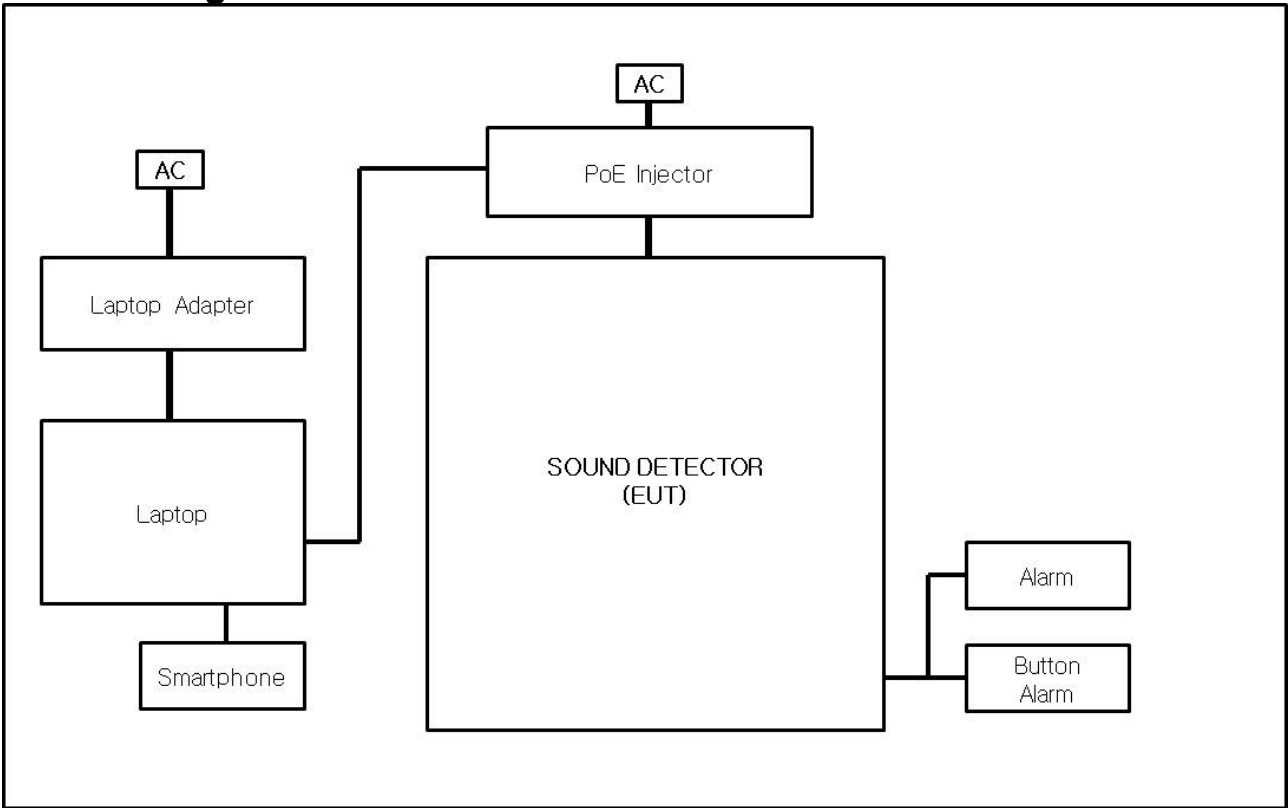 AC
PoE Injector
AC
Laptop Adapter
SOUND DETECTOR
(EUT)
Laptop
Alarm
Smartphone
Button
Alarm